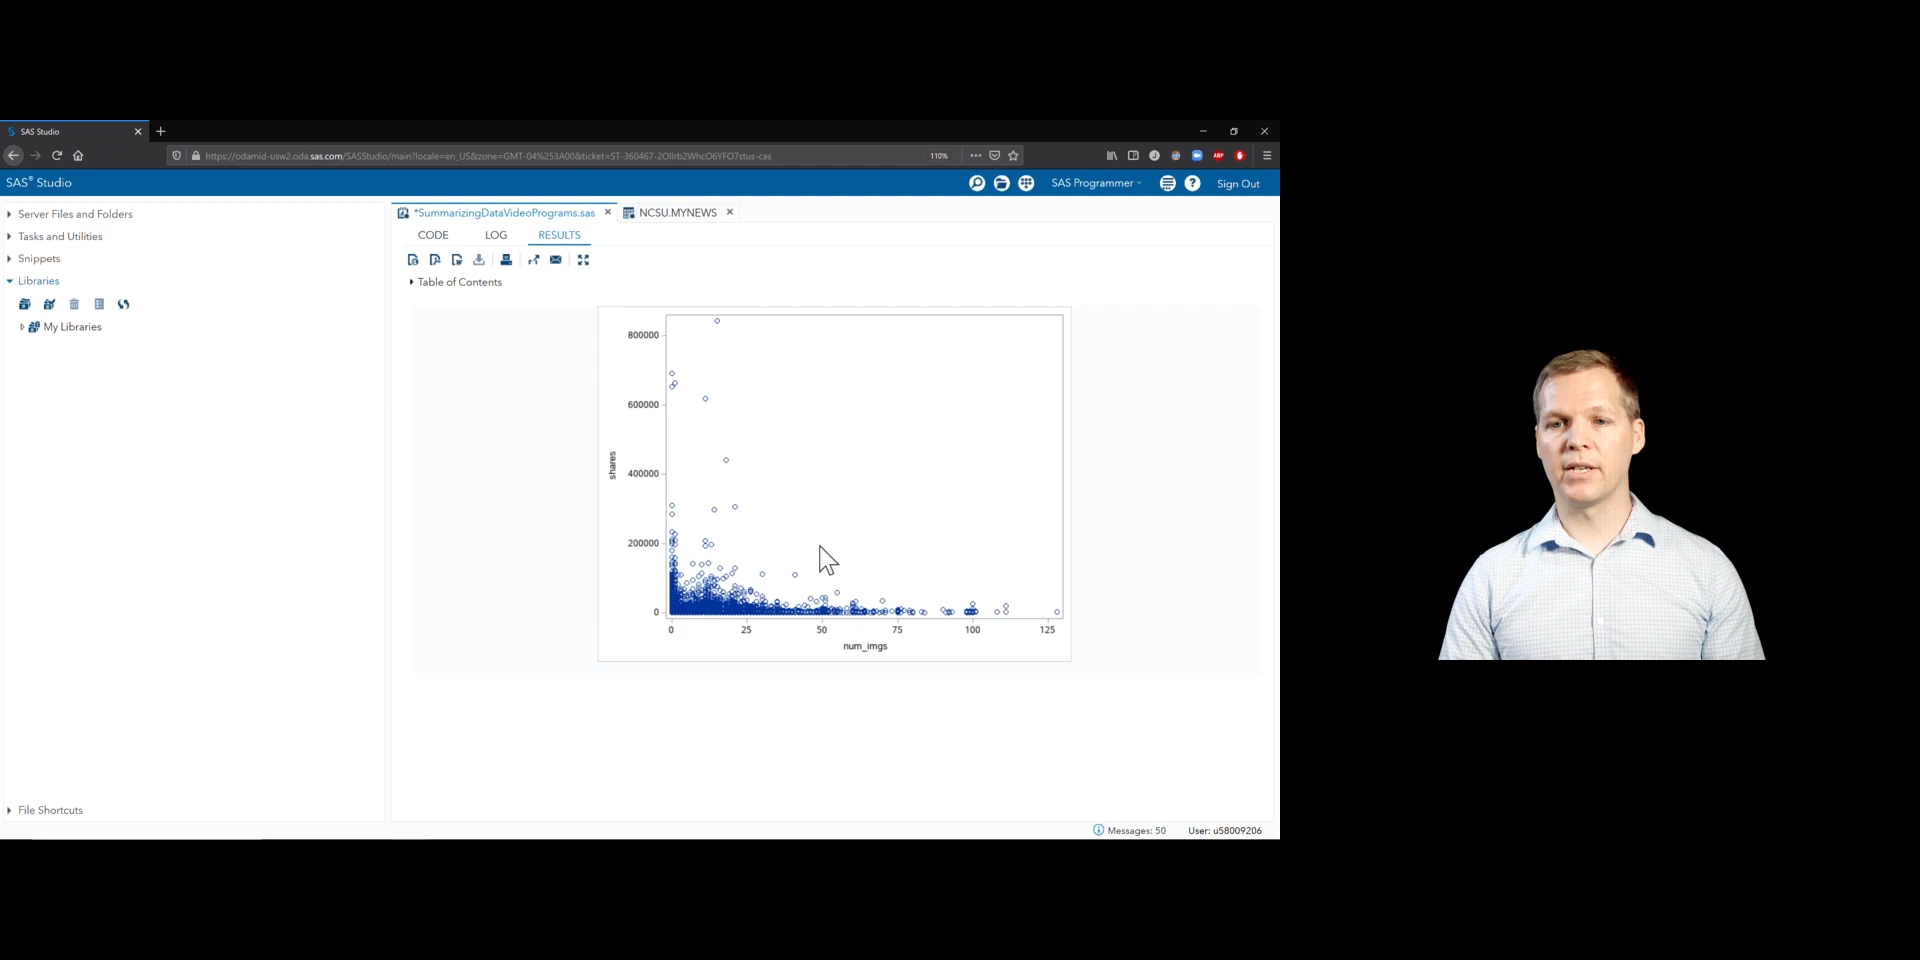 SAS Studio
https://odamid-usw2.oda.sas.com/SASStudio/main?locale=en_US&zone=GMT-04%253A00&ticket=ST-360467-
110%
SAS® Studio
SAS Programmer
Sign Out
Server Files and Folders
Tasks and Utilities
Snippets
Libraries
My Libraries
File Shortcuts
*SummarizingDataVideoPrograms.sas
NCSU.MYNEWS
CODE
LOG
RESULTS
Table of Contents
800000
600000
400000
200000
0
shares
0
25
50
75
100
125
num_imgs
Messages: 50
User: u58009206